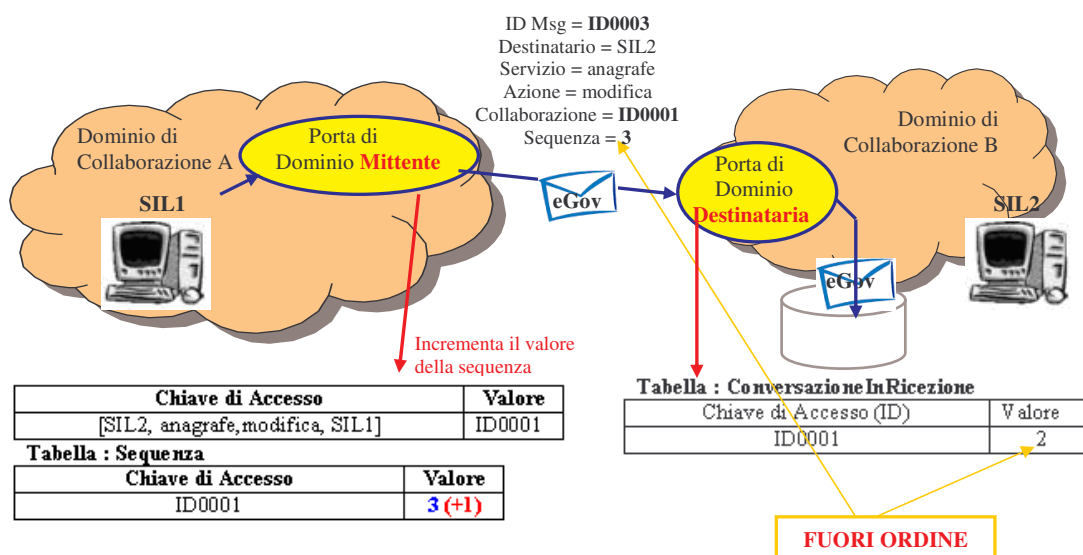 ID Msg = ID0003
Destinatario = SIL2
Servizio = anagrafe
Azione = modifica
Collaborazione = ID0001
Sequenza = 3
Dominio di
Collaborazione A
Porta di
Dominio Mittente
SIL1
eGov
Porta di
Dominio
Destinataria
Dominio di
Collaborazione B
SIL2
eGov
Incrementa il valore
della sequenza
Chiave di Accesso Valore
[SIL2, anagrafe,modifica, SIL1] ID0001
Tabella : Sequenza
Chiave di Accesso Valore
ID0001 3 (+1)
Tabella : ConversazioneInRicezione
Chiave di Accesso (ID) Valore
ID0001 2
FUORI ORDINE